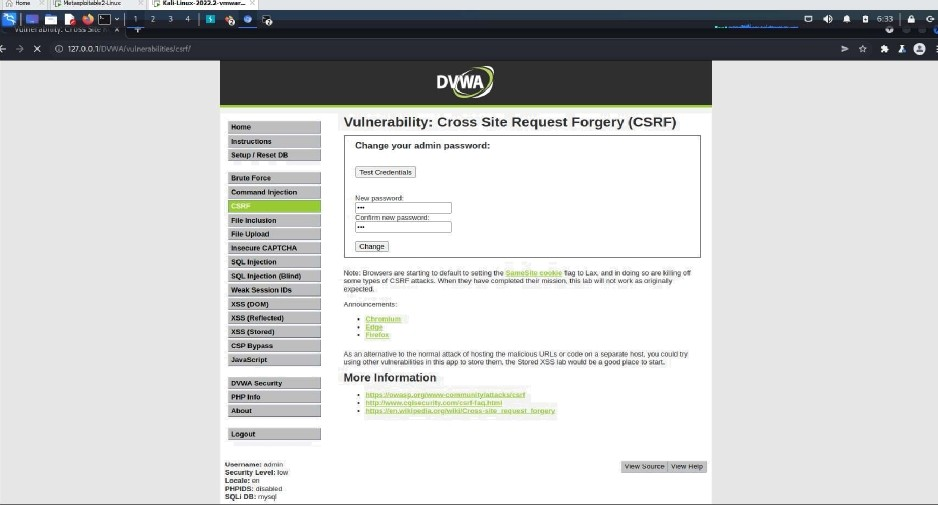 Home
Metasploitable2-Linux
Kali-Linux-2022.2-vmwar...
1 2 3 4
6:33
Vulnerability: Cross Site
127.0.0.1/DVWA/vulnerabilities/csrf/
DVWA
Home
Instructions
Setup / Reset DB
Brute Force
Command Injection
CSRF
File Inclusion
File Upload
Insecure CAPTCHA
SQL Injection
SQL Injection (Blind)
Weak Session IDs
XSS (DOM)
XSS (Reflected)
XSS (Stored)
CSP Bypass
JavaScript
DVWA Security
PHP Info
About
Logout
Vulnerability: Cross Site Request Forgery (CSRF)
Change your admin password:
Test Credentials
New password:
•••
Confirm new password:
•••
Change
Note: Browsers are starting to default to setting the SameSite cookie flag to Lax, and in doing so are killing off
some types of CSRF attacks. When they have completed their mission, this lab will not work as originally
expected.
Announcements:
• Chromium
• Edge
• Firefox
As an alternative to the normal attack of hosting the malicious URLs or code on a separate host, you could try
using other vulnerabilities in this app to store them, the Stored XSS lab would be a good place to start.
More Information
• https://owasp.org/www-community/attacks/csrf
• http://www.cgisecurity.com/csrf-faq.html
• https://en.wikipedia.org/wiki/Cross-site_request_forgery
Username: admin
Security Level: low
Locale: en
PHPIDS: disabled
SQLi DB: mysql
View Source
View Help